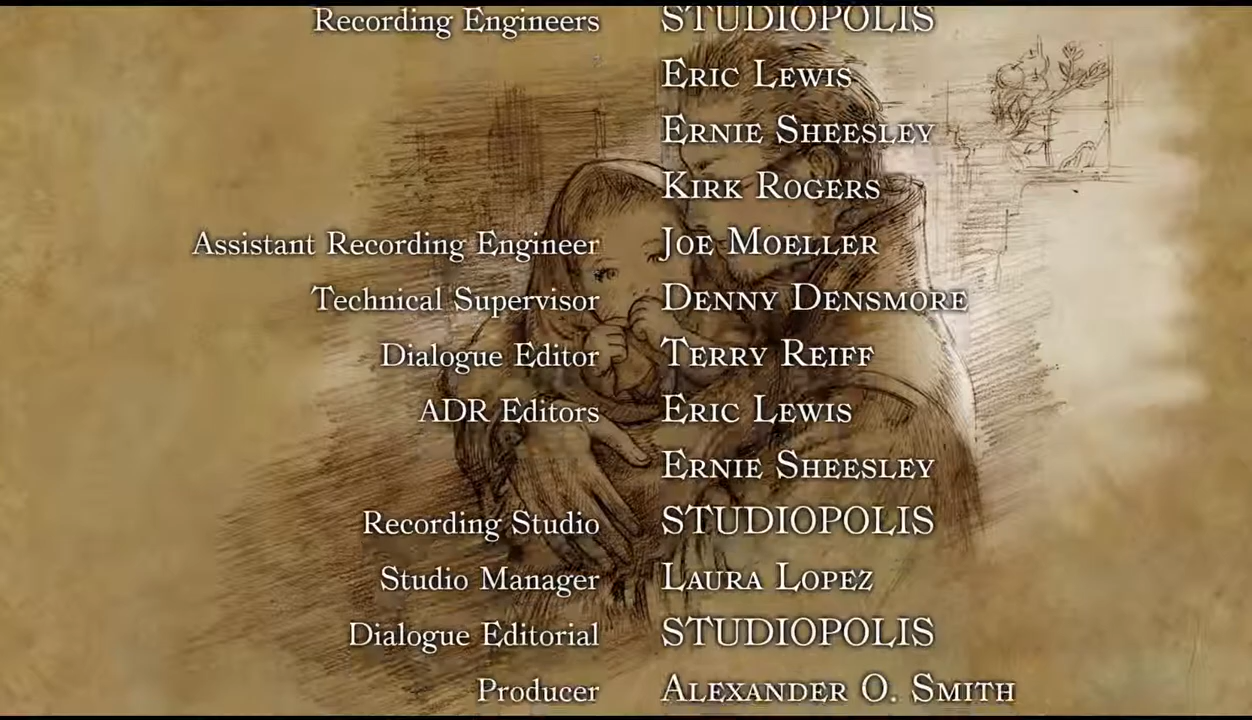 Recording Engineers STUDIOPOLIS
Eric Lewis
Ernie Sheesley
Kirk Rogers
Assistant Recording Engineer Joe Moeller
Technical Supervisor Denny Densmore
Dialogue Editor Terry Reiff
ADR Editors Eric Lewis
Ernie Sheesley
Recording Studio STUDIOPOLIS
Studio Manager Laura Lopez
Dialogue Editorial STUDIOPOLIS
Producer Alexander O. Smith